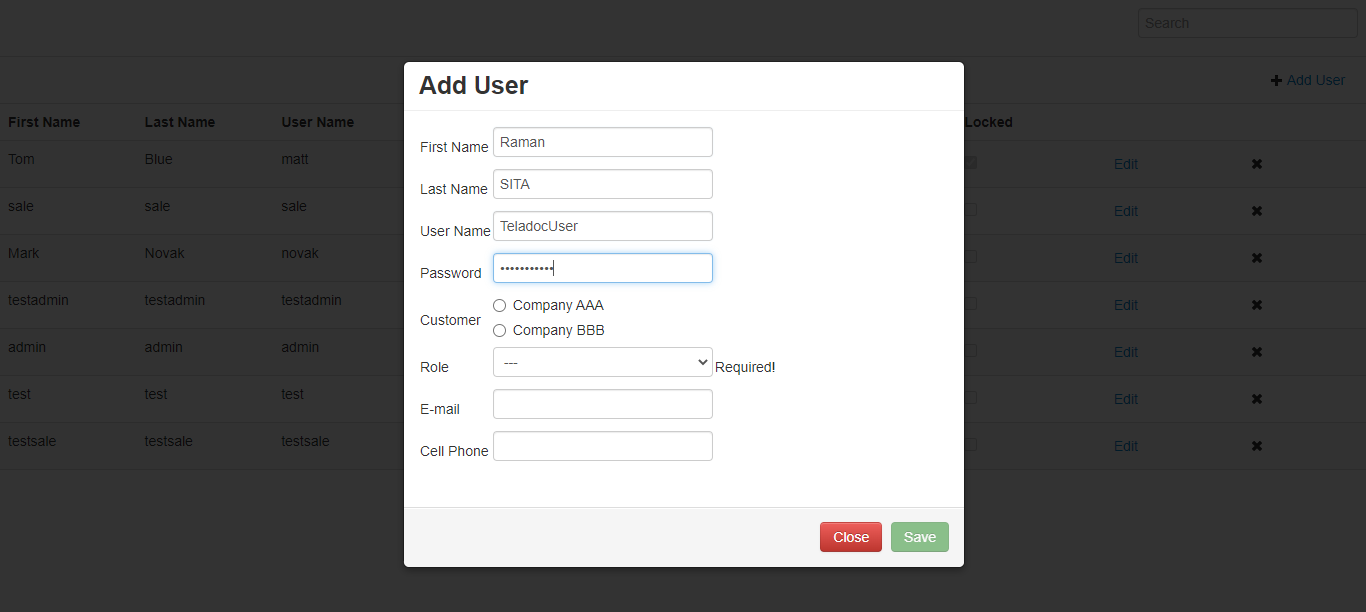 Search
Add User
First Name Last Name User Name Locked
Tom Blue matt Edit
sale sale sale Edit
Mark Novak novak Edit
testadmin testadmin testadmin Edit
admin admin admin Edit
test test test Edit
testsale testsale testsale Edit
Add User
First Name Raman
Last Name SITA
User Name TeladocUser
Password •••••••••••
Customer
Company AAA
Company BBB
Role --- Required!
E-mail
Cell Phone
Close Save